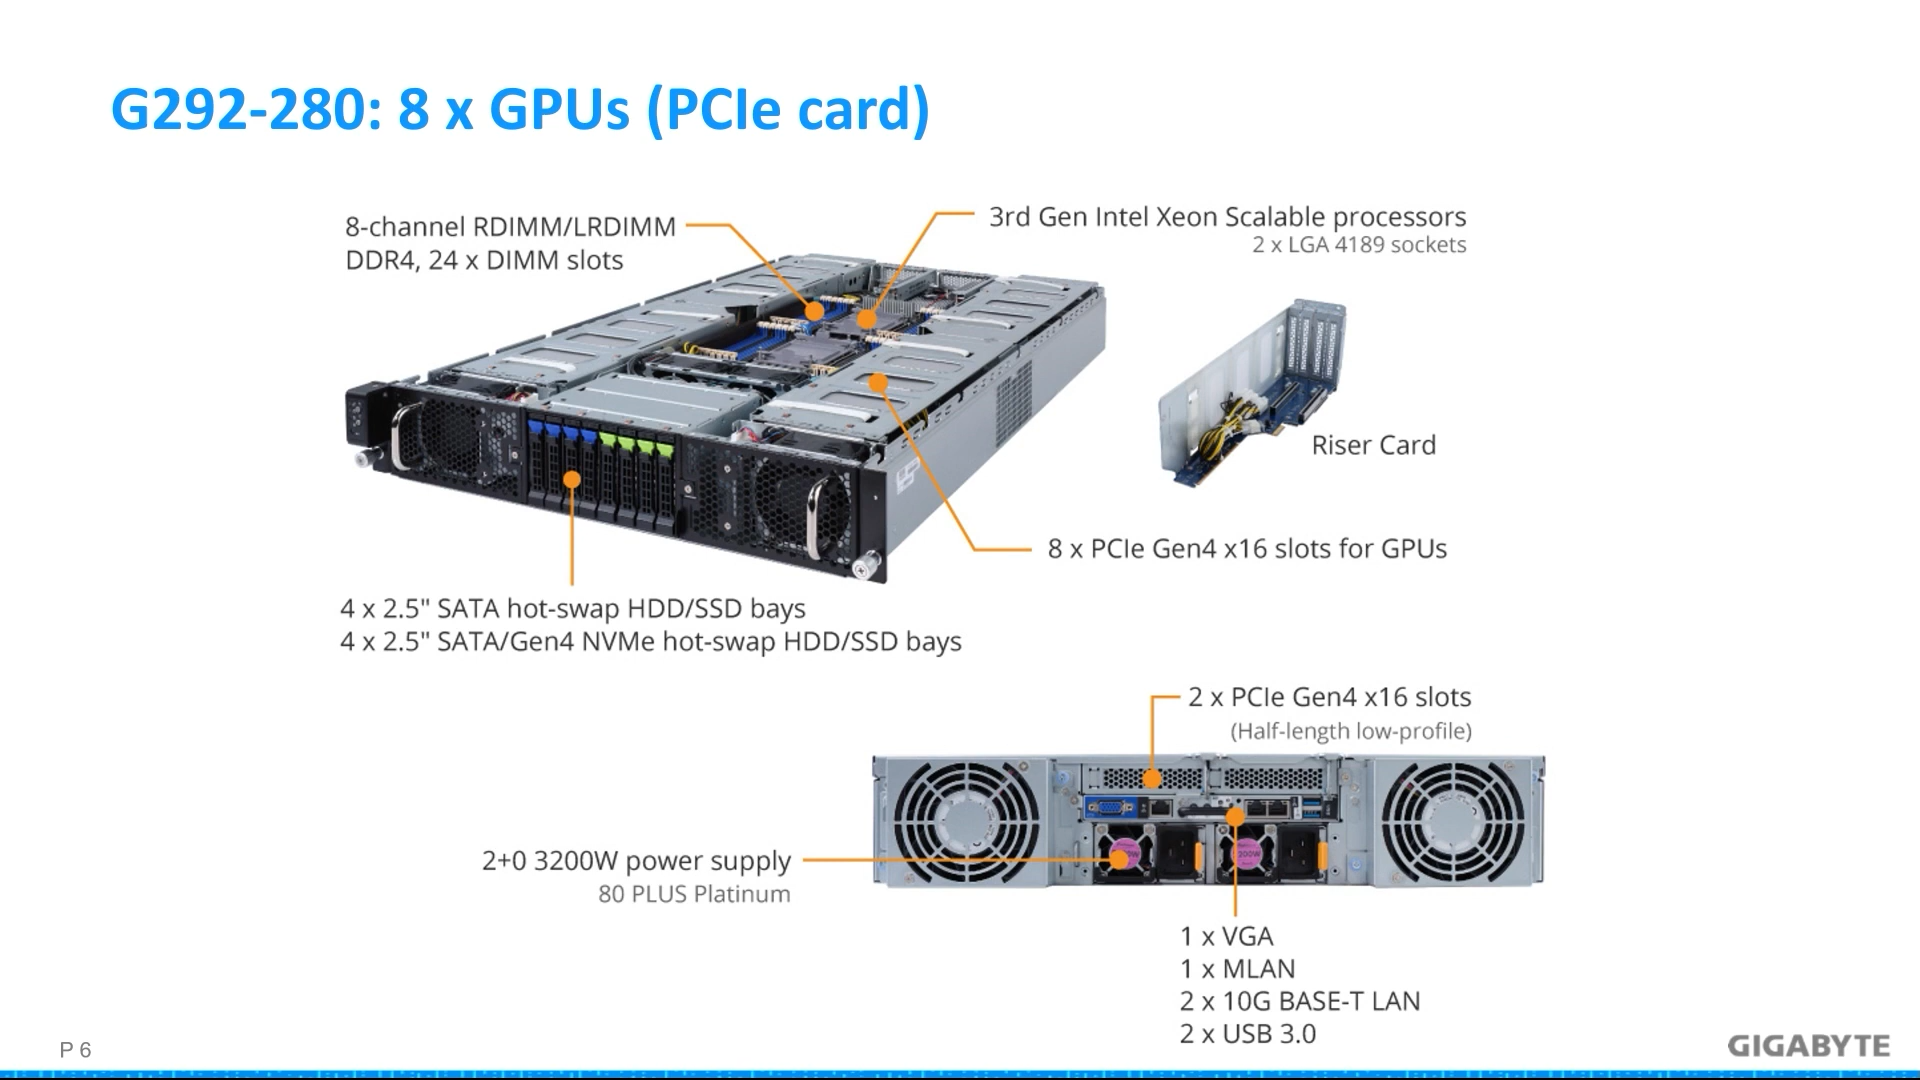 G292-280: 8 x GPUs (PCIe card)
8-channel RDIMM/LRDIMM
DDR4, 24 x DIMM slots
3rd Gen Intel Xeon Scalable processors
2 x LGA 4189 sockets
Riser Card
8 x PCIe Gen4 x16 slots for GPUs
4 x 2.5" SATA hot-swap HDD/SSD bays
4 x 2.5" SATA/Gen4 NVMe hot-swap HDD/SSD bays
2 x PCIe Gen4 x16 slots
(Half-length low-profile)
2+0 3200W power supply
80 PLUS Platinum
1 x VGA
1 x MLAN
2 x 10G BASE-T LAN
2 x USB 3.0
P 6
GIGABYTE